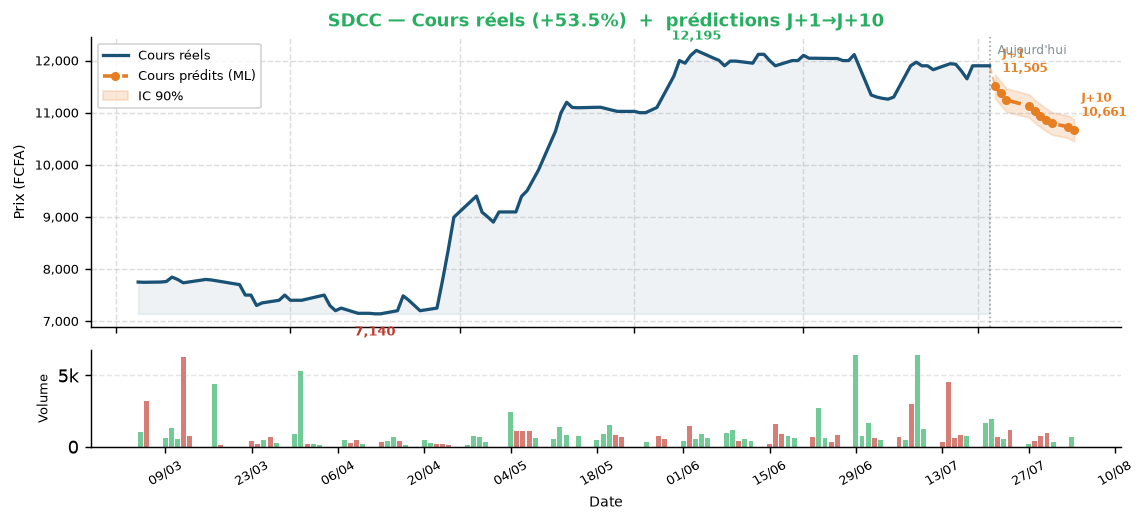 SDCC — Cours réels (+53.5%)  +  prédictions J+1→J+10
12,195
Aujourd'hui
Cours réels
Cours prédits (ML)
IC 90%
J+1
11,505
J+10
10,661
7,140
Prix (FCFA)
12,000
11,000
10,000
9,000
8,000
7,000
Volume
5k
0
09/03
23/03
06/04
20/04
04/05
18/05
01/06
15/06
29/06
13/07
27/07
10/08
Date